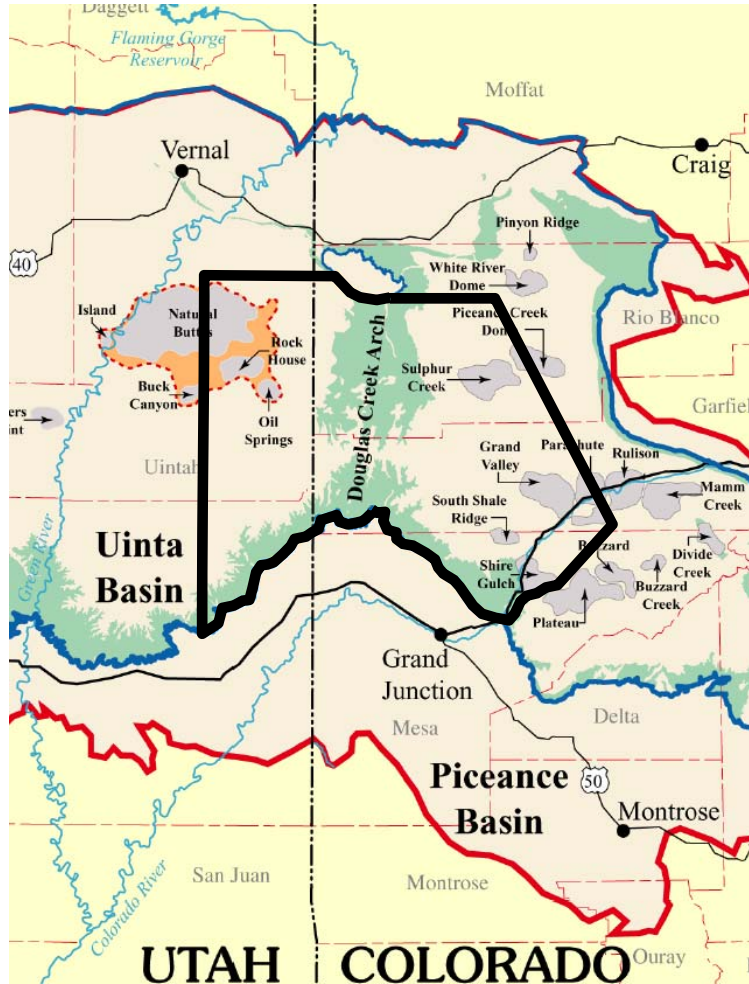 Daggett
Flaming Gorge
Reservoir
Moffat
Vernal
Craig
Pinyon Ridge
40
White River
Dome
Island
Natural
Buttes
Piceance Creek
Dome
Rio Blanco
Rock
House
Sulphur
Creek
Buck
Canyon
Oil
Springs
Douglas Creek Arch
Garfield
Uintah
Grand
Valley
Parachute
Rulison
Mamm
Creek
South Shale
Ridge
Uinta
Basin
Green River
Shire
Gulch
Buzzard
Divide
Creek
Buzzard
Creek
Plateau
Grand
Junction
Mesa
Delta
Piceance
Basin
50
Montrose
San Juan
Montrose
Colorado River
Ouray
UTAH
COLORADO